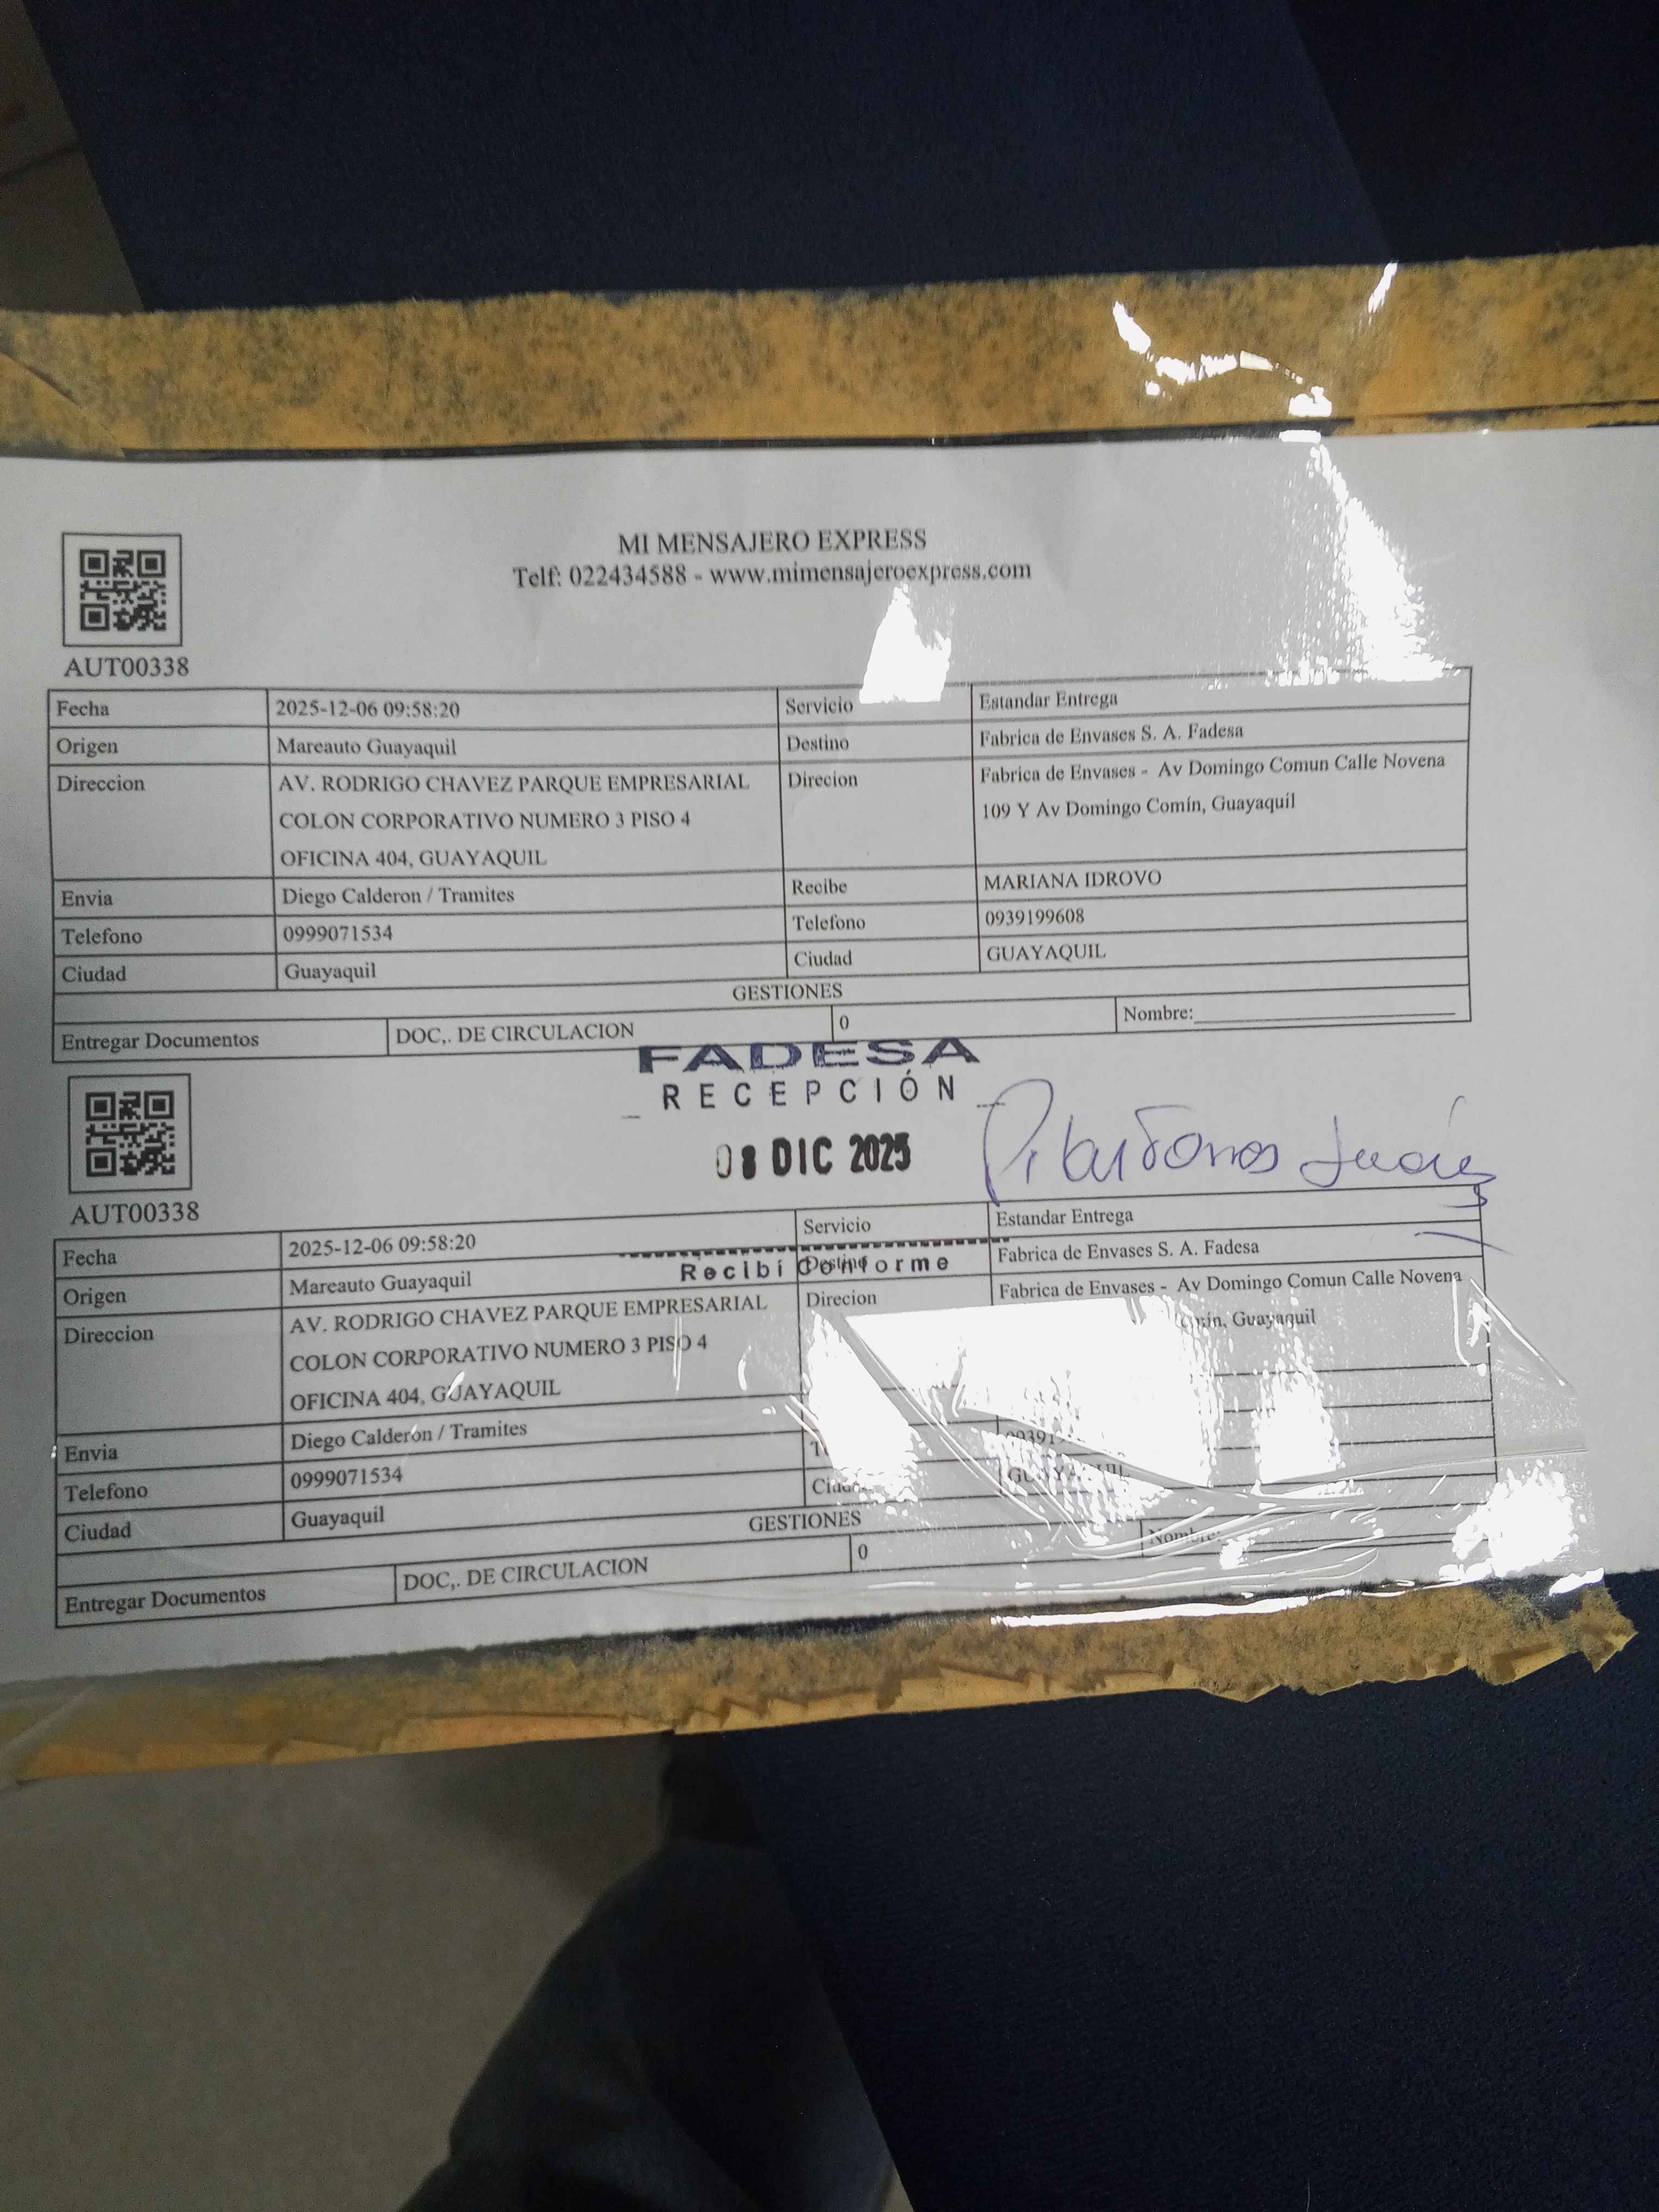 MI MENSAJERO EXPRESS
Telf: 022434588 - www.mimensajeroexpress.com
AUT00338
Fecha 2025-12-06 09:58:20 Servicio Estandar Entrega
Origen Mareauto Guayaquil Destino Fabrica de Envases S. A. Fadesa
Direccion AV. RODRIGO CHAVEZ PARQUE EMPRESARIAL Direcion Fabrica de Envases - Av Domingo Comun Calle Novena
COLON CORPORATIVO NUMERO 3 PISO 4 109 Y Av Domingo Comín, Guayaquil
OFICINA 404, GUAYAQUIL
Envia Diego Calderon / Tramites Recibe MARIANA IDROVO
Telefono 0999071534 Telefono 0939199608
Ciudad Guayaquil Ciudad GUAYAQUIL
GESTIONES
Entregar Documentos DOC,. DE CIRCULACION 0 Nombre:
FADESA
RECEPCIÓN
08 DIC 2025
AUT00338
Fecha 2025-12-06 09:58:20 Servicio Estandar Entrega
Recibí Conforme
Origen Mareauto Guayaquil Destino Fabrica de Envases S. A. Fadesa
Direccion AV. RODRIGO CHAVEZ PARQUE EMPRESARIAL Direcion Fabrica de Envases - Av Domingo Comun Calle Novena
COLON CORPORATIVO NUMERO 3 PISO 4 Guayaquil
OFICINA 404, GUAYAQUIL
Envia Diego Calderon / Tramites
Telefono 0999071534
Ciudad Guayaquil Ciudad GUAYAQUIL
GESTIONES
Entregar Documentos DOC,. DE CIRCULACION 0 Nombre: